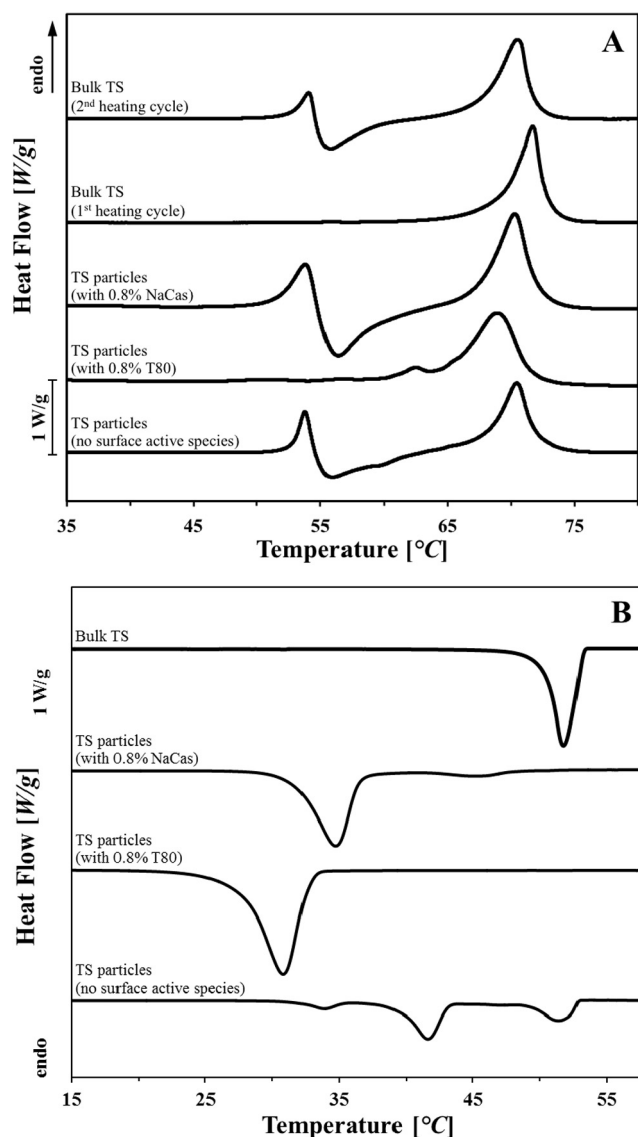 A
endo
Bulk TS
(2nd heating cycle)
Bulk TS
(1st heating cycle)
TS particles
(with 0.8% NaCas)
TS particles
(with 0.8% T80)
TS particles
(no surface active species)
Heat Flow [W/g]
1 W/g
35 45 55 65 75
Temperature [°C]
B
Bulk TS
1 W/g
TS particles
(with 0.8% NaCas)
TS particles
(with 0.8% T80)
TS particles
(no surface active species)
Heat Flow [W/g]
endo
15 25 35 45 55
Temperature [°C]